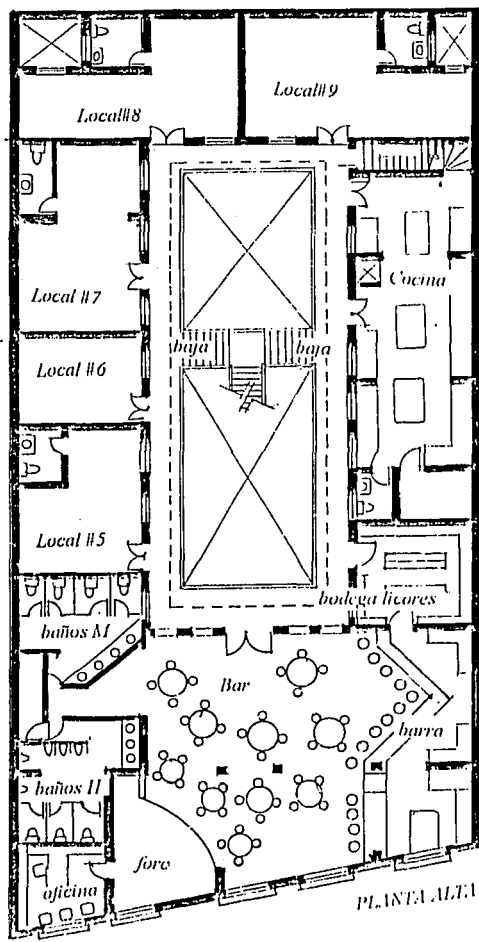 Local#8
Local#9
Local #7
Cocina
baja
baja
Local #6
Local #5
bodega licores
baños M
Bar
barra
baños H
foro
oficina
PLANTA ALTA